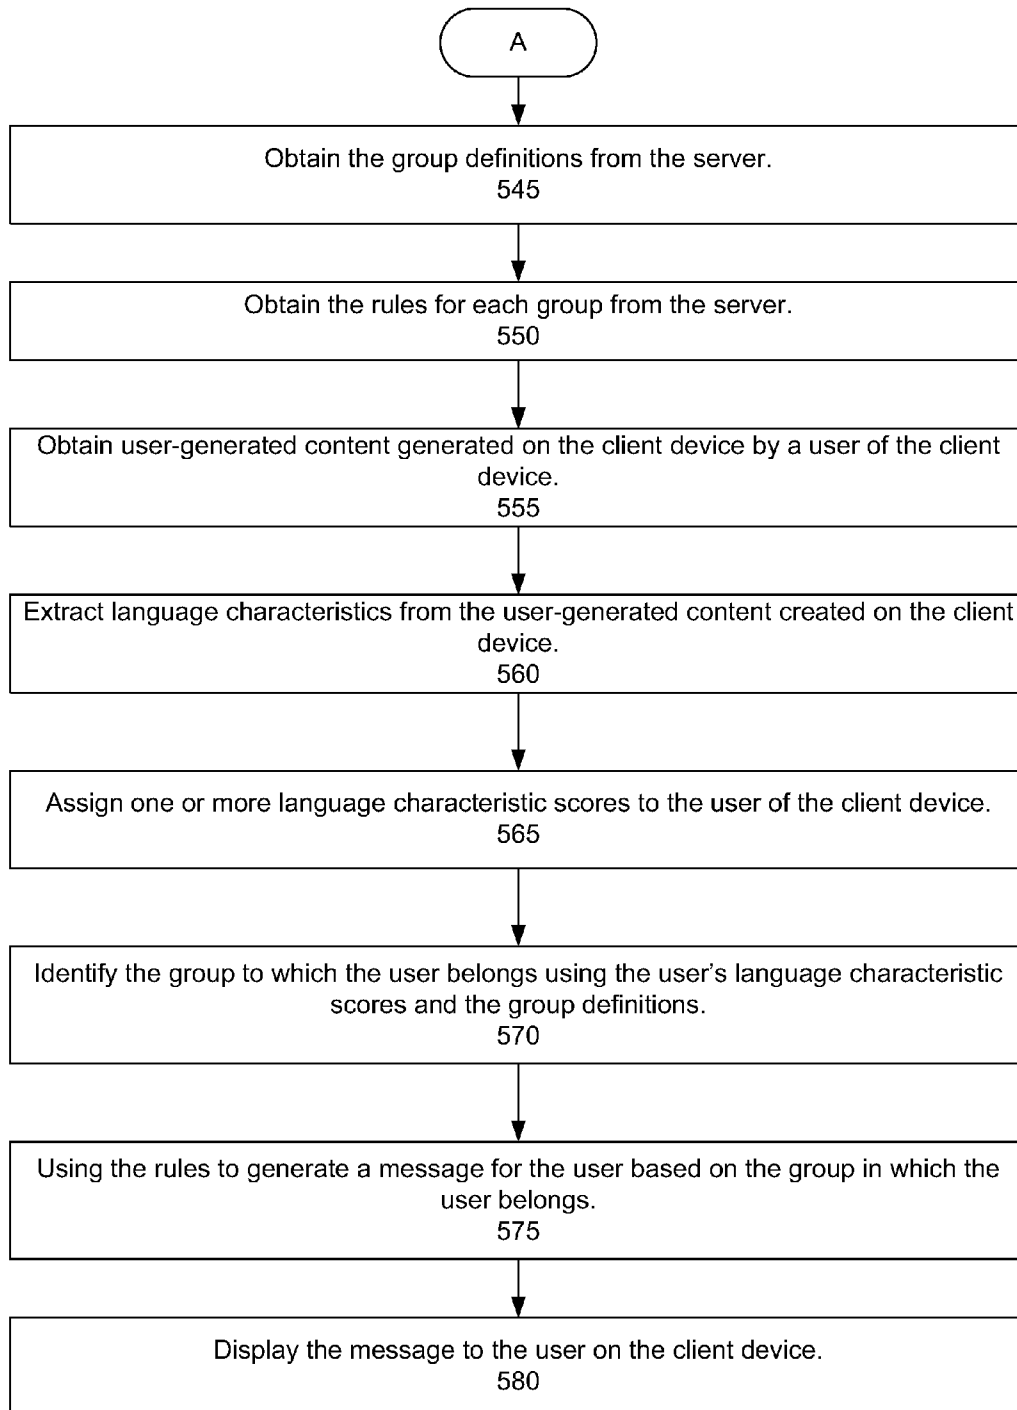 A
Obtain the group definitions from the server.
545
Obtain the rules for each group from the server.
550
Obtain user-generated content generated on the client device by a user of the client
device.
555
Extract language characteristics from the user-generated content created on the client
device.
560
Assign one or more language characteristic scores to the user of the client device.
565
Identify the group to which the user belongs using the user's language characteristic
scores and the group definitions.
570
Using the rules to generate a message for the user based on the group in which the
user belongs.
575
Display the message to the user on the client device.
580